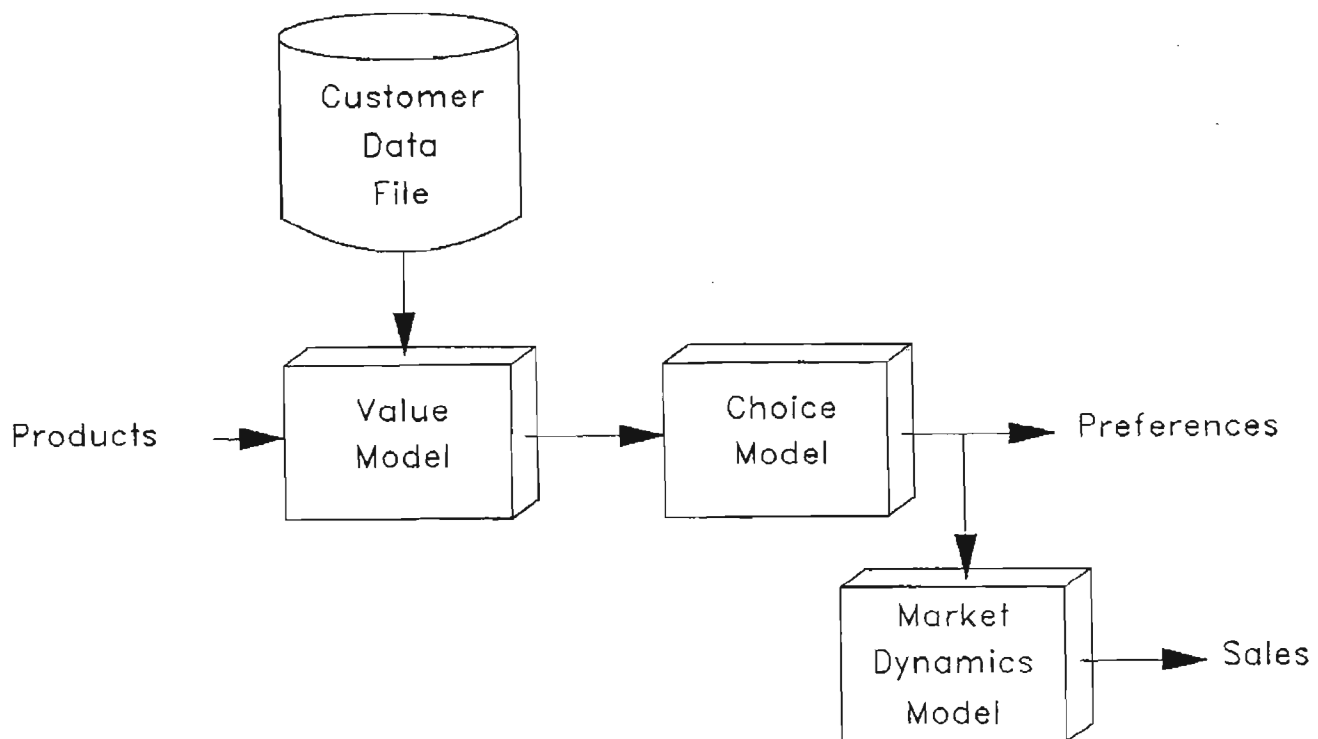 Customer
Data
File
Products
Value
Model
Choice
Model
Preferences
Market
Dynamics
Model
Sales